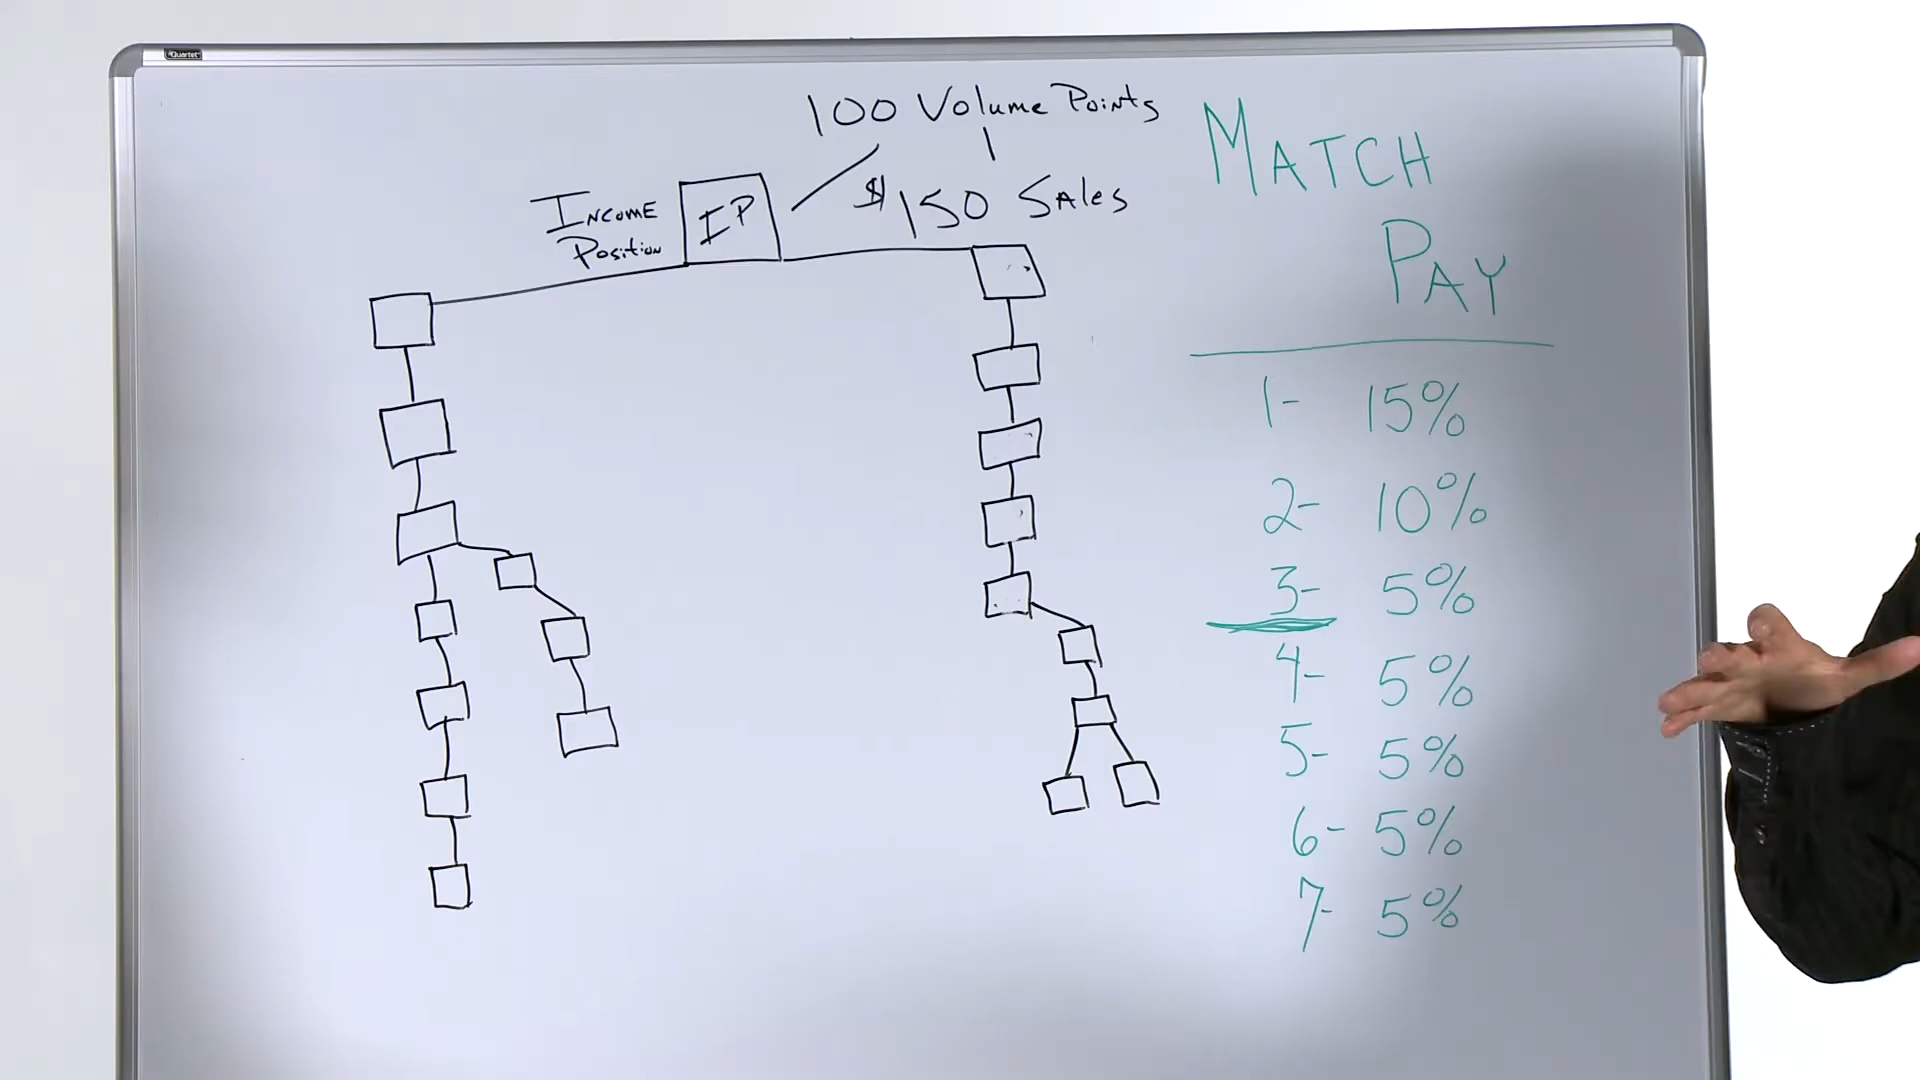 Quartet
100 Volume Points
$150 Sales
Income
Position
IP
MATCH
PAY
1- 15%
2- 10%
3- 5%
4- 5%
5- 5%
6- 5%
7- 5%